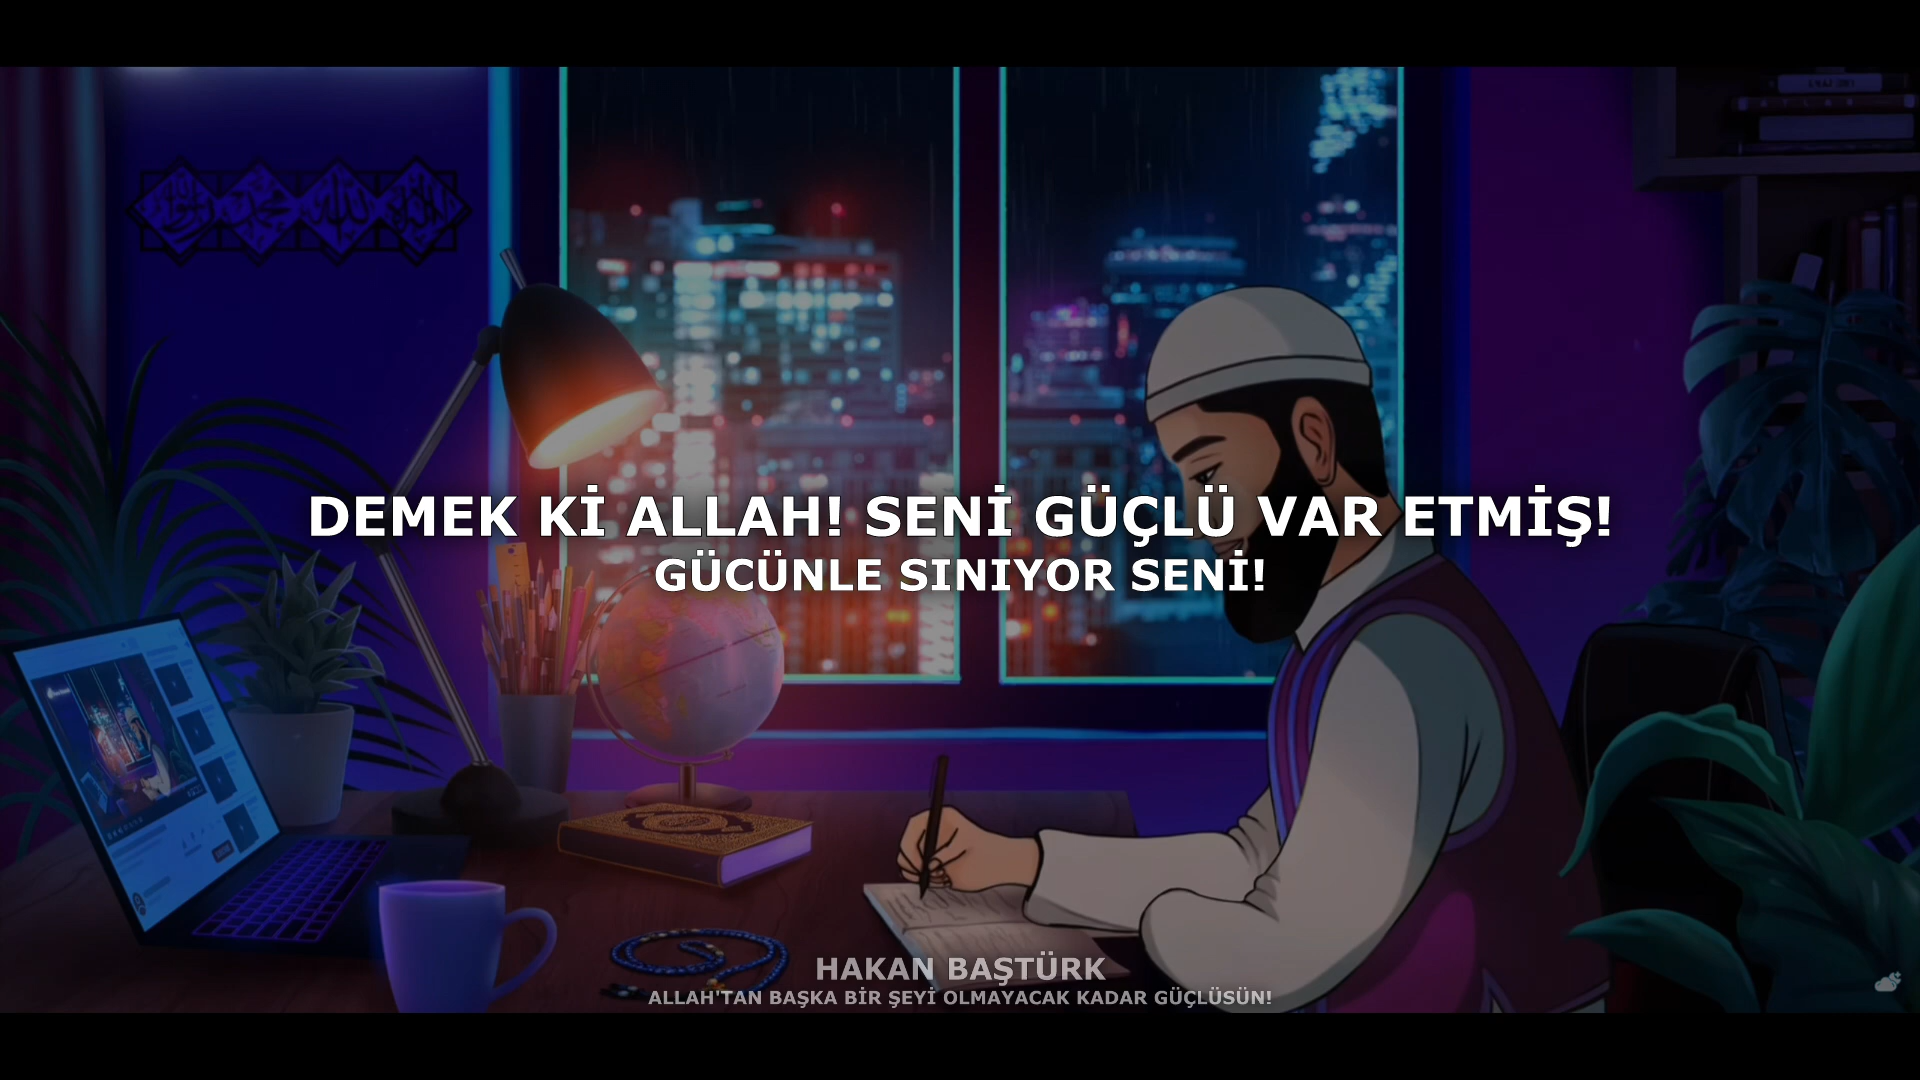 DEMEK Kİ ALLAH! SENİ GÜÇLÜ VAR ETMİŞ!
GÜCÜNLE SINIYOR SENİ!
HAKAN BAŞTÜRK
ALLAH'TAN BAŞKA BİR ŞEYİ OLMAYACAK KADAR GÜÇLÜSÜN!